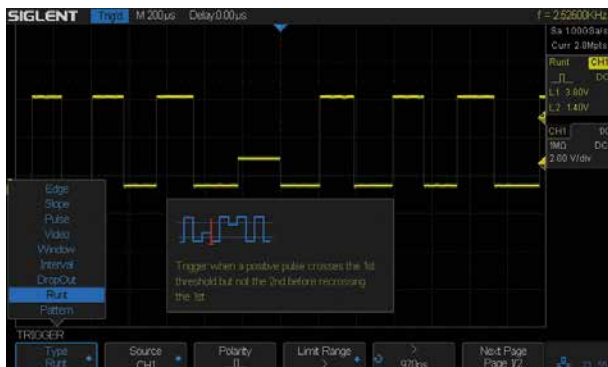 SIGLENT Trig'd M 200µs Delay:0.00µs f = 2.52600KHz
Sa 1.00GSa/s
Curr 2.8Mpts
Runt CH1
DC
L1 3.80V
L2 1.40V
CH1 DC
1MΩ DC
2.00 V/div
Edge
Slope
Pulse
Video
Window
Interval
DropOut
Runt
Pattern
Trigger when a positive pulse crosses the 1st
threshold but not the 2nd before recrossing
the 1st.
TRIGGER
Type Source Polarity Limit Range > Next Page
Runt CH1 > 970ns Page 1/2